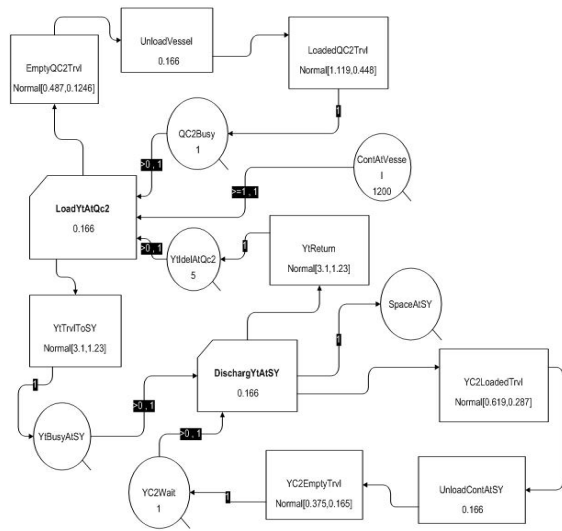 UnloadVessel
0.166
LoadedQC2Trvl
Normal[1.119,0.448]
EmptyQC2Trvl
Normal[0.487,0.1246]
1
QC2Busy
1
>0,1
ContAtVesse
l
1200
>=1,1
LoadYtAtQc2
0.166
>0,1
YtIdelAtQc2
5
1
YtReturn
Normal[3.1,1.23]
YtTrvlToSY
Normal[3.1,1.23]
SpaceAtSY
1
DischargYtAtSY
0.166
YC2LoadedTrvl
Normal[0.619,0.287]
1
YtBusyAtSY
>0,1
>0,1
YC2Wait
1
1
YC2EmptyTrvl
Normal[0.375,0.165]
UnloadContAtSY
0.166